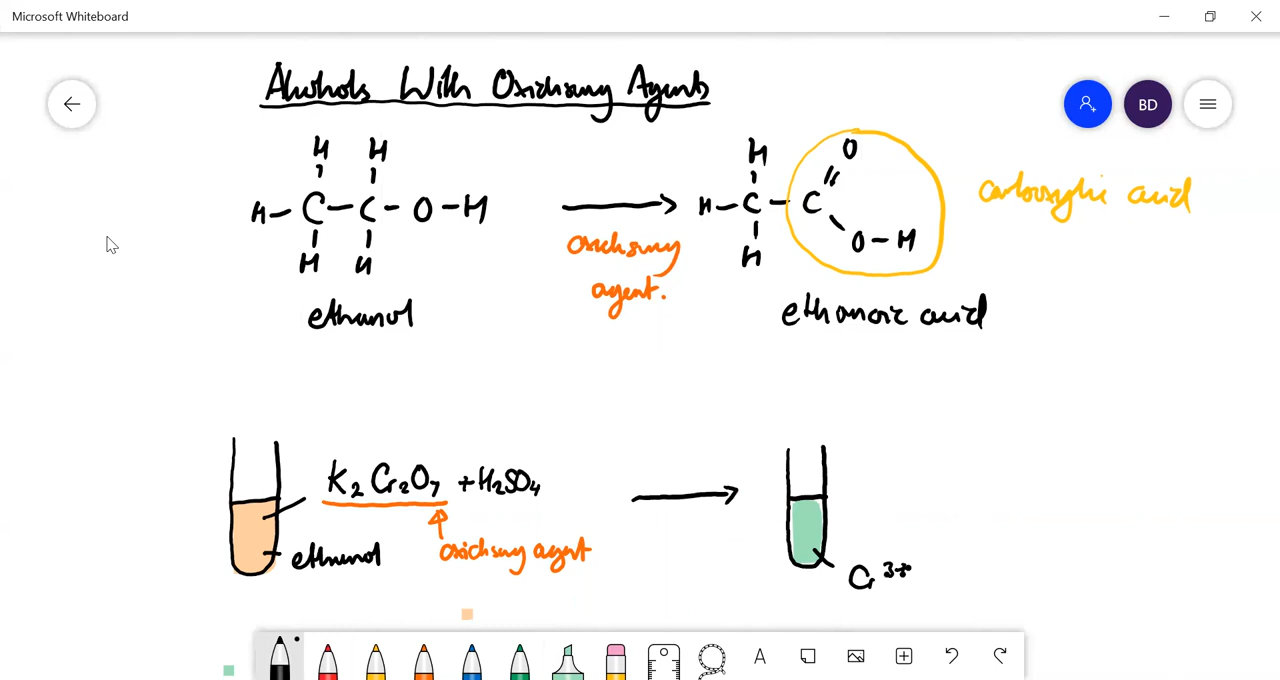 Microsoft Whiteboard
Alcohols With Oxidising Agents
BD
H H
H-C-C-O-H
H H
ethanol
oxidising
agent.
H O
H-C-C
O-H
H
ethanoic acid
carboxylic acid
K2Cr2O7 + H2SO4
ethanol
oxidising agent
Cr3+
A